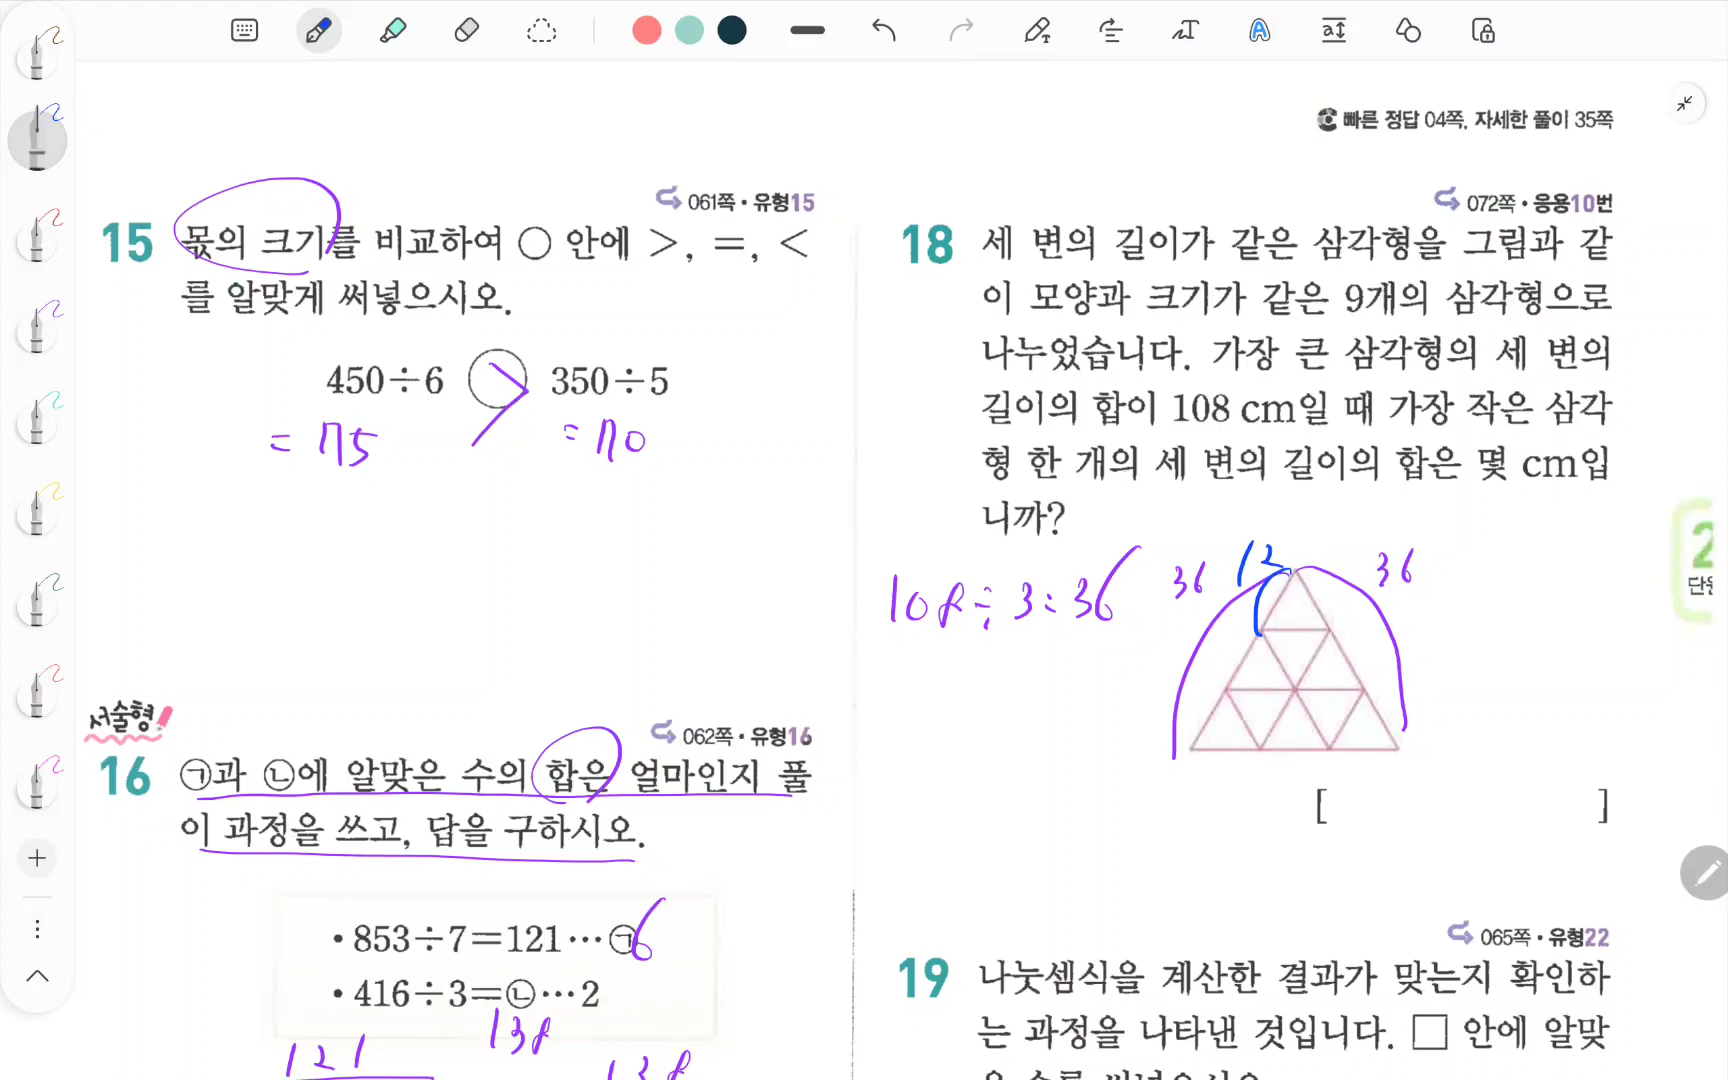 빠른 정답 04쪽, 자세한 풀이 35쪽
061쪽 • 유형15
15 몫의 크기를 비교하여 ○ 안에 >, =, <
를 알맞게 써넣으시오.
450÷6 > 350÷5
= 75 = 70
서술형!
062쪽 • 유형16
16 ㉠과 ㉡에 알맞은 수의 합은 얼마인지 풀
이 과정을 쓰고, 답을 구하시오.
• 853÷7=121…㉠ 6
• 416÷3=㉡…2
138
121
138
072쪽 • 응용10번
18 세 변의 길이가 같은 삼각형을 그림과 같
이 모양과 크기가 같은 9개의 삼각형으로
나누었습니다. 가장 큰 삼각형의 세 변의
길이의 합이 108 cm일 때 가장 작은 삼각
형 한 개의 세 변의 길이의 합은 몇 cm입
니까?
108÷3=36
36 12 36
[ ]
065쪽 • 유형22
19 나눗셈식을 계산한 결과가 맞는지 확인하
는 과정을 나타낸 것입니다. □ 안에 알맞
2
단원